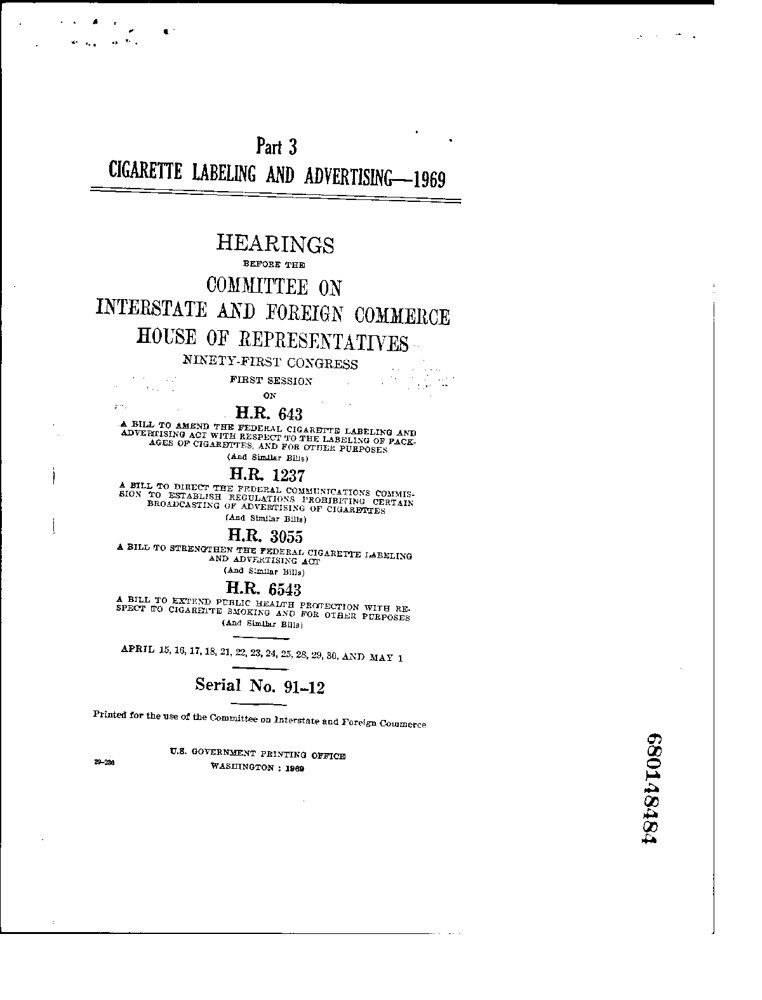 Part 3
CIGARETTE LABELING AND ADVERTISING—1969
HEARINGS
BEFORE THE
COMMITTEE ON
INTERSTATE AND FOREIGN COMMERCE
HOUSE OF REPRESENTATIVES
NINETY-FIRST CONGRESS
FIRST SESSION
ON
H.R. 643
A BILL TO AMEND THE FEDERAL CIGARETTE LABELING AND
ADVERTISING ACT WITH RESPECT TO THE LABELING OF PACK-
AGES OF CIGARETTES, AND FOR OTHER PURPOSES
(And Similar Bills)
H.R. 1237
A BILL TO DIRECT THE FEDERAL COMMUNICATIONS COMMIS-
SION TO ESTABLISH REGULATIONS PROHIBITING CERTAIN
BROADCASTING OF ADVERTISING OF CIGARETTES
(And Similar Bills)
H.R. 3055
A BILL TO STRENGTHEN THE FEDERAL CIGARETTE LABELING
AND ADVERTISING ACT
(And Similar Bills)
H.R. 6543
A BILL TO EXTEND PUBLIC HEALTH PROTECTION WITH RE-
SPECT TO CIGARETTE SMOKING AND FOR OTHER PURPOSES
(And Similar Bills)
APRIL 15, 16, 17, 18, 21, 22, 23, 24, 25, 28, 29, 30, AND MAY 1
Serial No. 91–12
Printed for the use of the Committee on Interstate and Foreign Commerce
U.S. GOVERNMENT PRINTING OFFICE
29-236 WASHINGTON : 1969
680148484